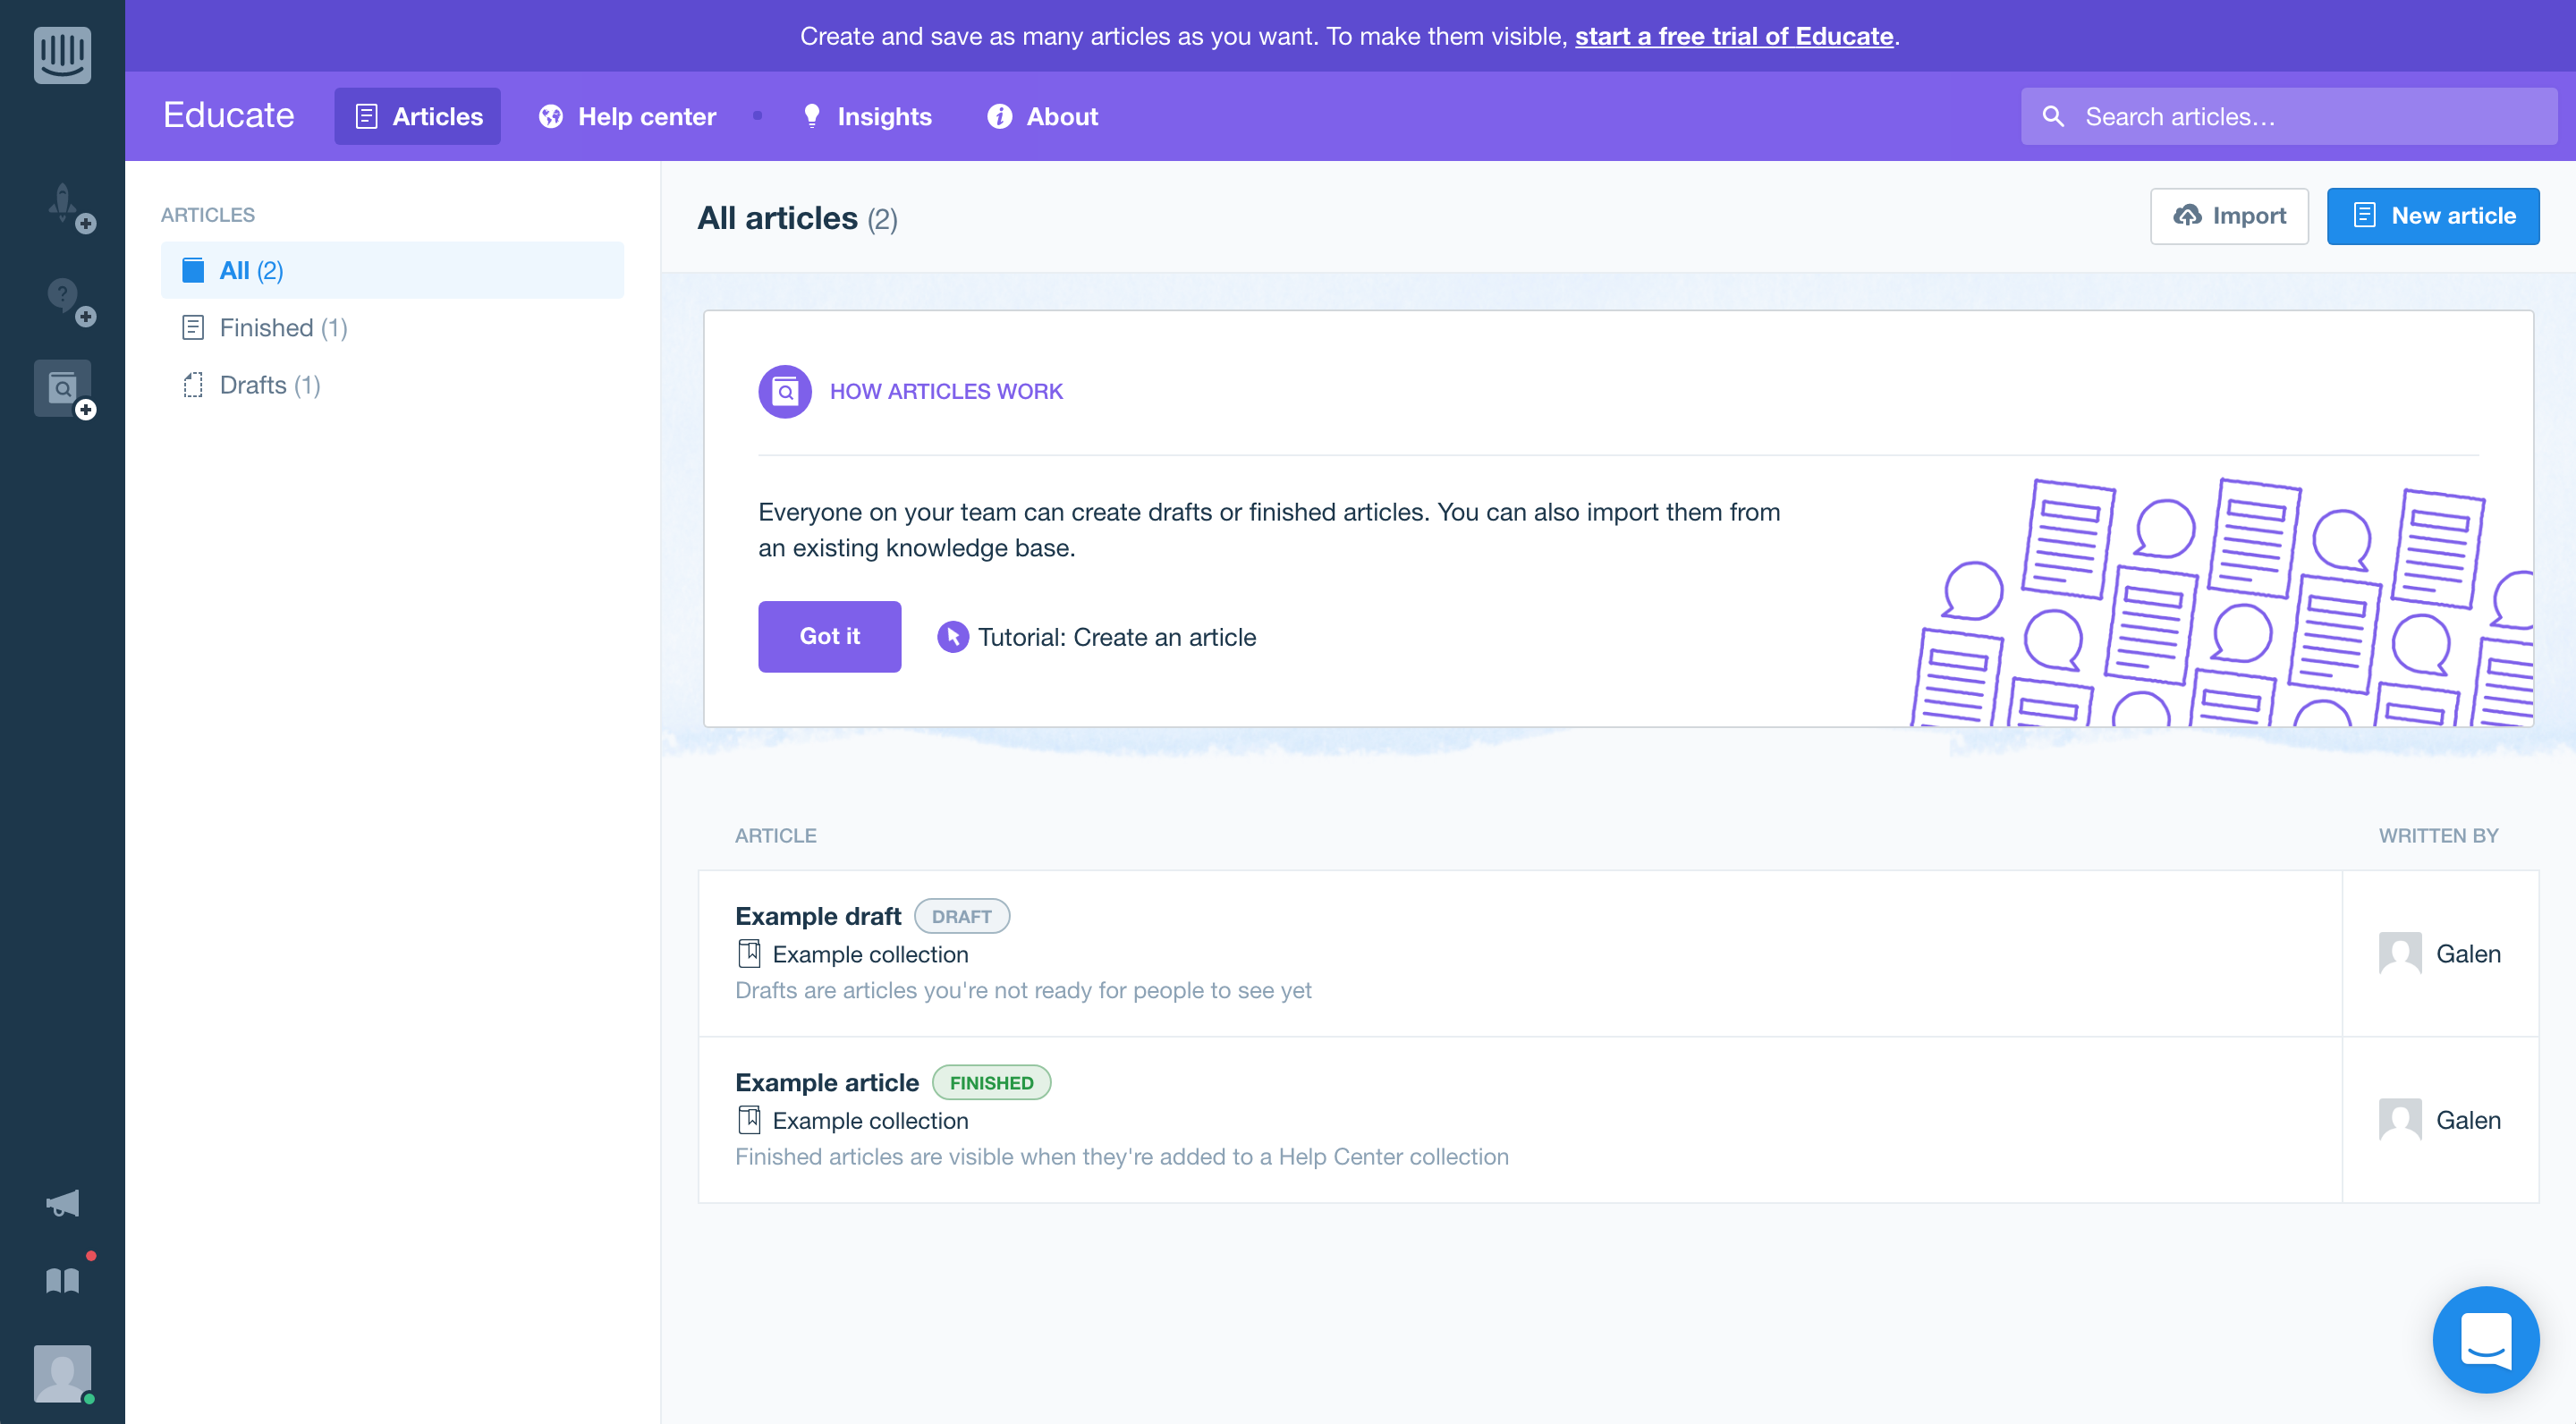 Create and save as many articles as you want. To make them visible, start a free trial of Educate.
Educate
Articles
Help center
Insights
About
Search articles…
ARTICLES
All (2)
Finished (1)
Drafts (1)
All articles (2)
Import
New article
HOW ARTICLES WORK
Everyone on your team can create drafts or finished articles. You can also import them from
an existing knowledge base.
Got it
Tutorial: Create an article
ARTICLE
WRITTEN BY
Example draft DRAFT
Example collection
Drafts are articles you're not ready for people to see yet
Galen
Example article FINISHED
Example collection
Finished articles are visible when they're added to a Help Center collection
Galen